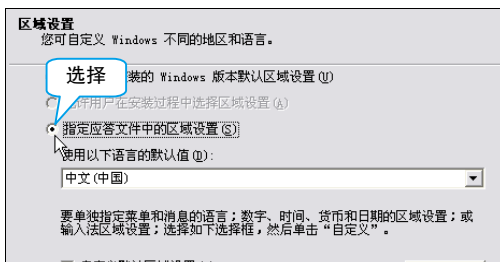 区域设置
您可自定义 Windows 不同的地区和语言。
选择
装的 Windows 版本默认区域设置(U)
用户在安装过程中选择区域设置(A)
指定应答文件中的区域设置(S)
使用以下语言的默认值(D):
中文(中国)
要单独指定菜单和消息的语言;数字、时间、货币和日期的区域设置;或
输入法区域设置;选择如下选择框,然后单击“自定义”。